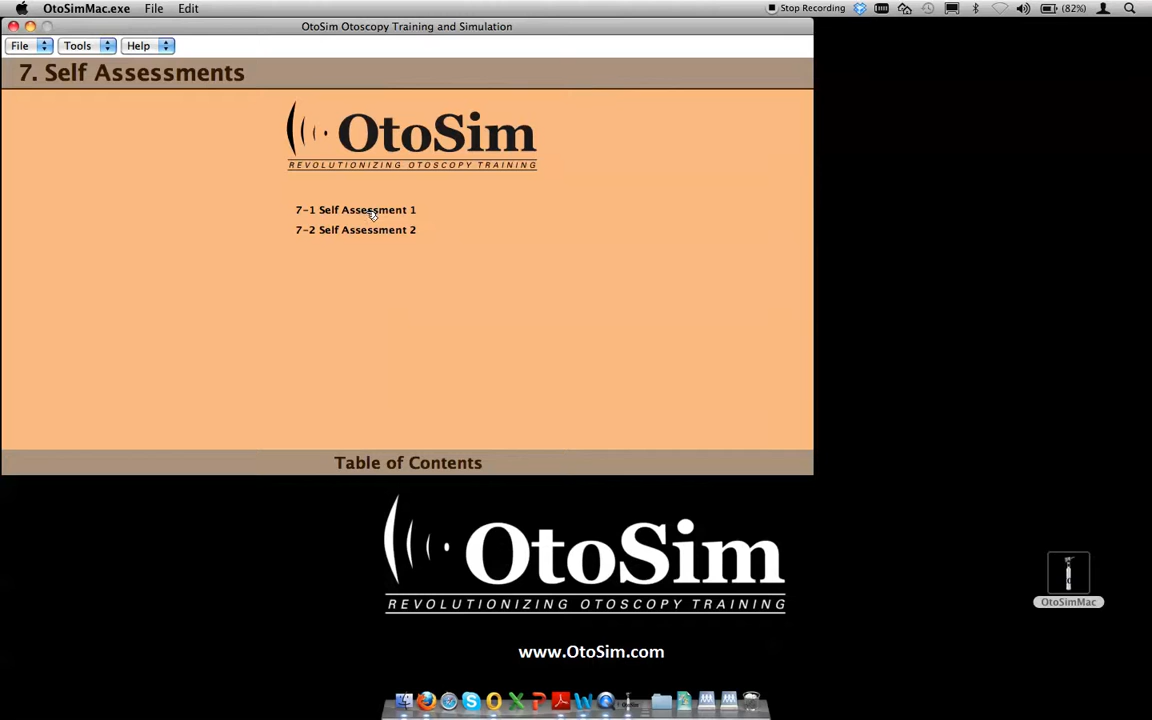 OtoSimMac.exe File Edit Stop Recording (82%)
OtoSim Otoscopy Training and Simulation
File Tools Help
7. Self Assessments
OtoSim
REVOLUTIONIZING OTOSCOPY TRAINING
7-1 Self Assessment 1
7-2 Self Assessment 2
Table of Contents
OtoSim
REVOLUTIONIZING OTOSCOPY TRAINING
OtoSimMac
www.OtoSim.com